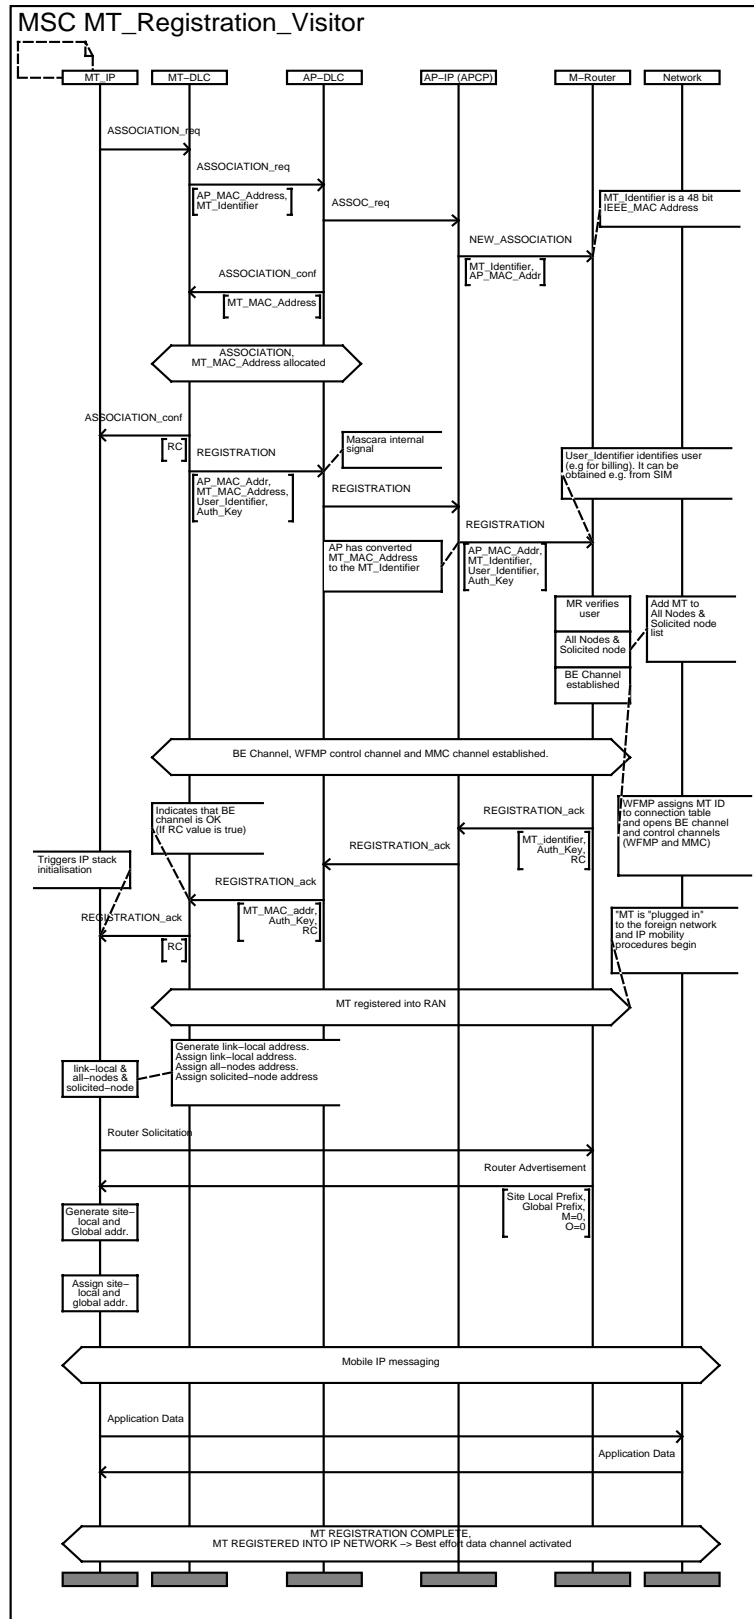 MSC MT_Registration_Visitor
MT_IP
MT−DLC
AP−DLC
AP−IP (APCP)
M−Router
Network
ASSOCIATION_req
ASSOCIATION_req
AP_MAC_Address,
MT_Identifier
ASSOC_req
MT_Identifier is a 48 bit
IEEE_MAC Address
NEW_ASSOCIATION
MT_Identifier,
AP_MAC_Addr
ASSOCIATION_conf
MT_MAC_Address
ASSOCIATION,
MT_MAC_Address allocated
ASSOCIATION_conf
RC
Mascara internal
signal
REGISTRATION
AP_MAC_Addr,
MT_MAC_Address,
User_Identifier,
Auth_Key
User_Identifier identifies user
(e.g for billing). It can be
obtained e.g. from SIM
REGISTRATION
REGISTRATION
AP has converted
MT_MAC_Address
to the MT_Identifier
AP_MAC_Addr,
MT_Identifier,
User_Identifier,
Auth_Key
MR verifies
user
Add MT to
All Nodes &
Solicited node
list
All Nodes &
Solicited node
BE Channel
established
BE Channel, WFMP control channel and MMC channel established.
Indicates that BE
channel is OK
(If RC value is true)
WFMP assigns MT ID
to connection table
and opens BE channel
and control channels
(WFMP and MMC)
REGISTRATION_ack
MT_identifier,
Auth_Key,
RC
REGISTRATION_ack
Triggers IP stack
initialisation
REGISTRATION_ack
MT_MAC_addr,
Auth_Key,
RC
REGISTRATION_ack
RC
"MT is "plugged in"
to the foreign network
and IP mobility
procedures begin
MT registered into RAN
Generate link−local address.
Assign link−local address.
Assign all−nodes address.
Assign solicited−node address
link−local &
all−nodes &
solicited−node
Router Solicitation
Router Advertisement
Site Local Prefix,
Global Prefix,
M=0,
O=0
Generate site−
local and
Global addr.
Assign site−
local and
global addr.
Mobile IP messaging
Application Data
Application Data
MT REGISTRATION COMPLETE,
MT REGISTERED INTO IP NETWORK −> Best effort data channel activated